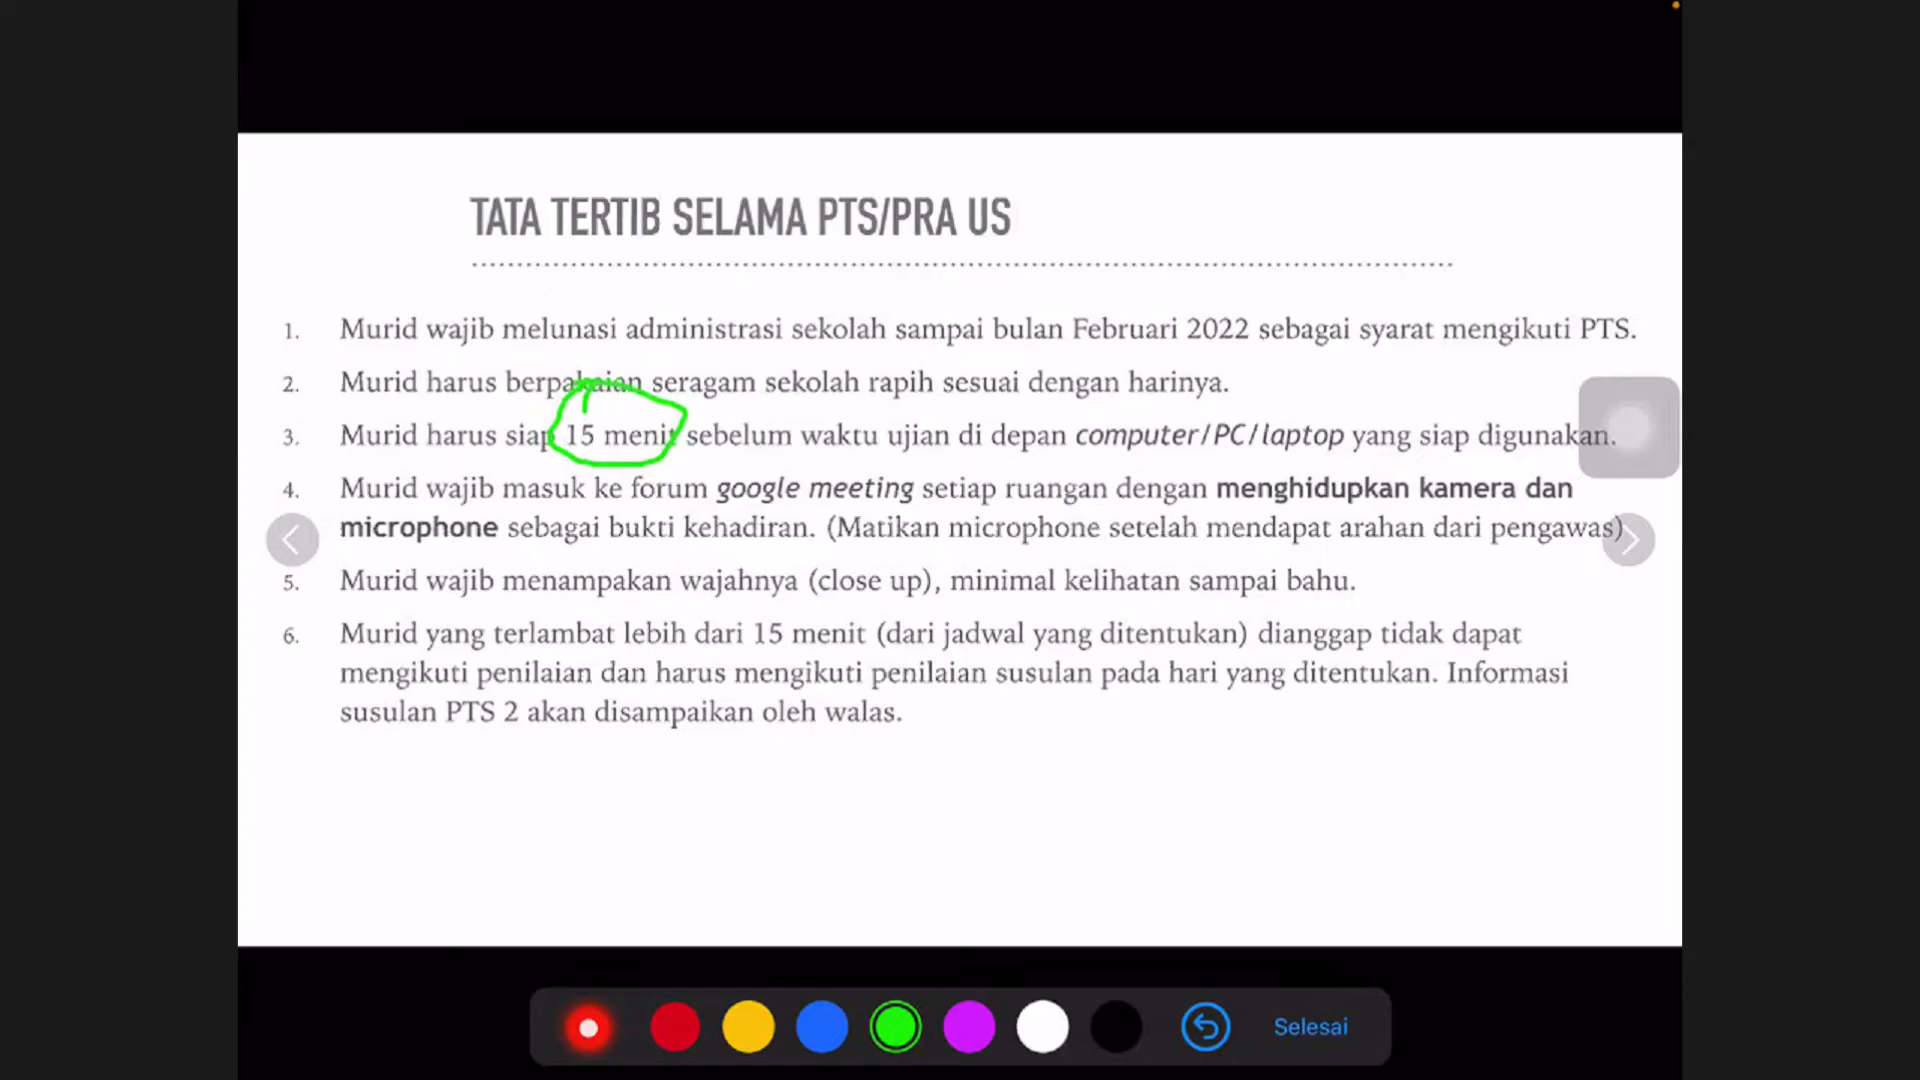 TATA TERTIB SELAMA PTS/PRA US
1. Murid wajib melunasi administrasi sekolah sampai bulan Februari 2022 sebagai syarat mengikuti PTS.
2. Murid harus berpakaian seragam sekolah rapih sesuai dengan harinya.
3. Murid harus siap 15 menit sebelum waktu ujian di depan computer/PC/laptop yang siap digunakan.
4. Murid wajib masuk ke forum google meeting setiap ruangan dengan menghidupkan kamera dan
microphone sebagai bukti kehadiran. (Matikan microphone setelah mendapat arahan dari pengawas)
5. Murid wajib menampakan wajahnya (close up), minimal kelihatan sampai bahu.
6. Murid yang terlambat lebih dari 15 menit (dari jadwal yang ditentukan) dianggap tidak dapat
mengikuti penilaian dan harus mengikuti penilaian susulan pada hari yang ditentukan. Informasi
susulan PTS 2 akan disampaikan oleh walas.
Selesai